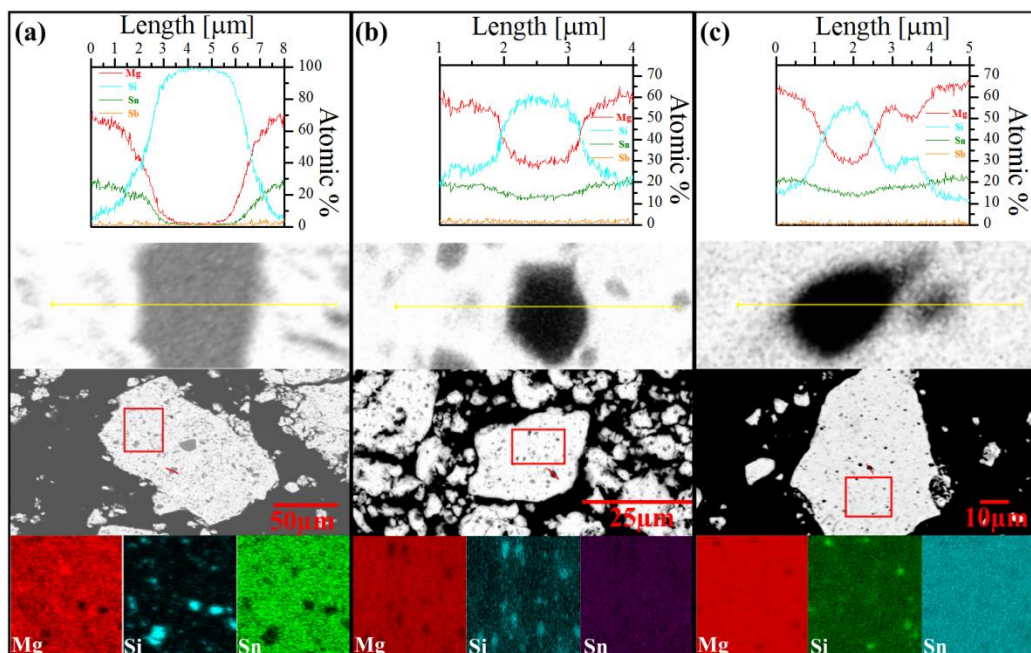 (a)
Length [µm]
0 1 2 3 4 5 6 7 8
Mg
Si
Sn
Sb
100
80
60
40
20
0
Atomic %
50µm
Mg
Si
Sn
(b)
Length [µm]
1 2 3 4
70
60
50
40
30
20
10
0
Mg
Si
Sn
Sb
Atomic %
25µm
Mg
Si
Sn
(c)
Length [µm]
0 1 2 3 4 5
70
60
50
40
30
20
10
0
Mg
Si
Sn
Sb
Atomic %
10µm
Mg
Si
Sn